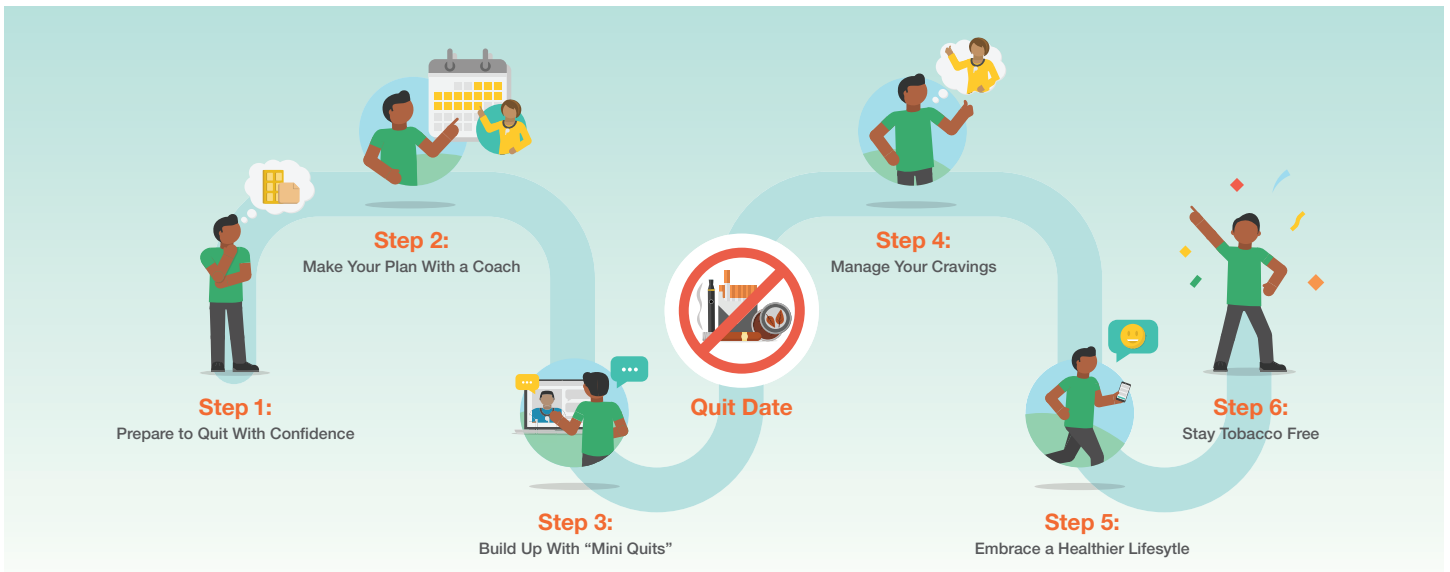 Step 1:
Prepare to Quit With Confidence
Step 2:
Make Your Plan With a Coach
Step 3:
Build Up With “Mini Quits”
Quit Date
Step 4:
Manage Your Cravings
Step 5:
Embrace a Healthier Lifesytle
Step 6:
Stay Tobacco Free